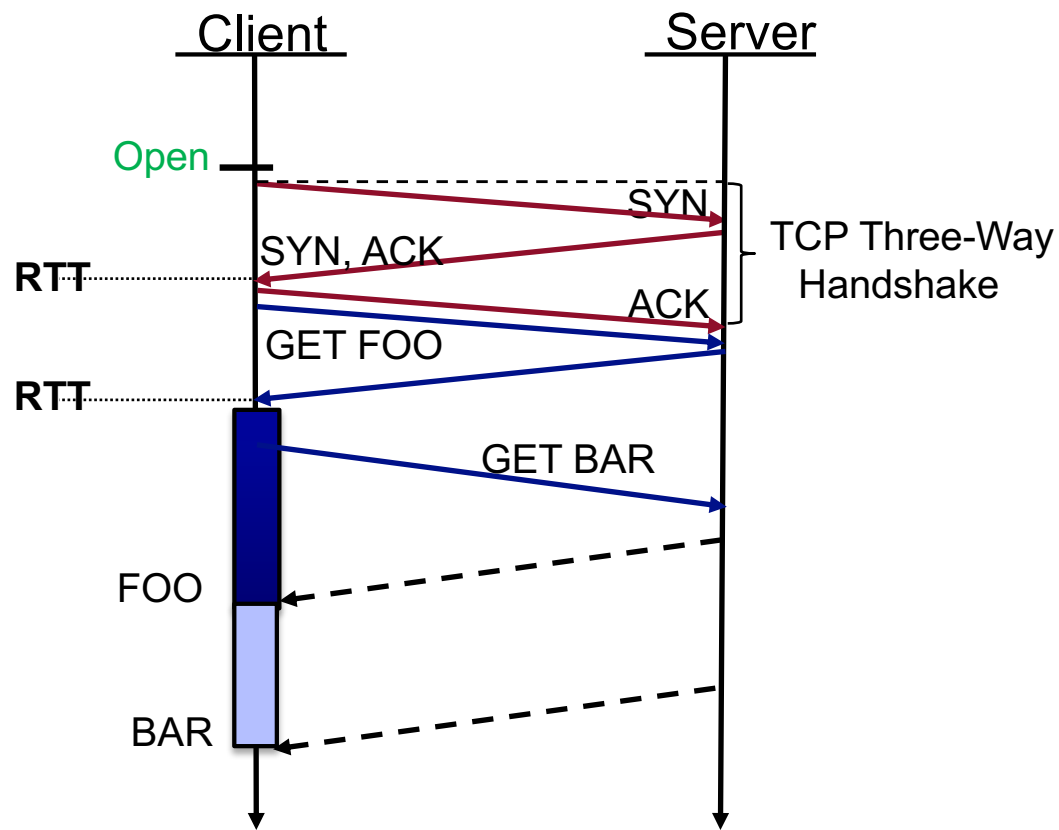 Client
Server
Open
SYN
SYN, ACK
TCP Three-Way
Handshake
RTT
ACK
GET FOO
RTT
GET BAR
FOO
BAR